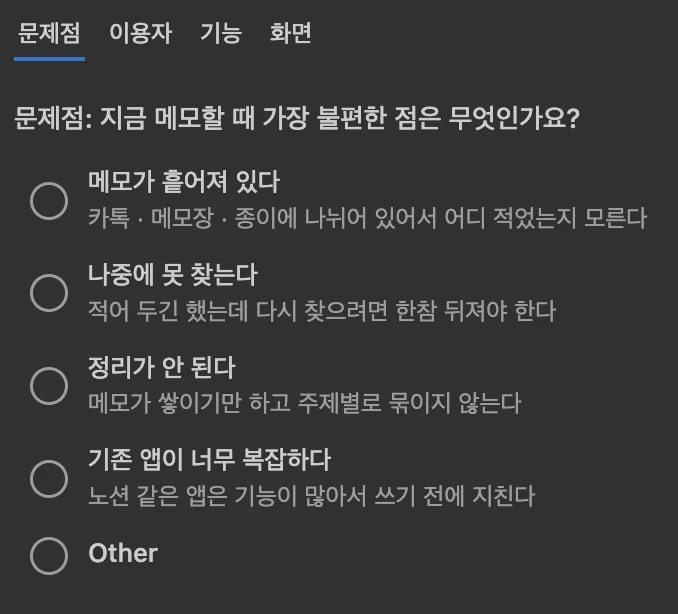 문제점 이용자 기능 화면
문제점: 지금 메모할 때 가장 불편한 점은 무엇인가요?
메모가 흩어져 있다
카톡 · 메모장 · 종이에 나뉘어 있어서 어디 적었는지 모른다
나중에 못 찾는다
적어 두긴 했는데 다시 찾으려면 한참 뒤져야 한다
정리가 안 된다
메모가 쌓이기만 하고 주제별로 묶이지 않는다
기존 앱이 너무 복잡하다
노션 같은 앱은 기능이 많아서 쓰기 전에 지친다
Other